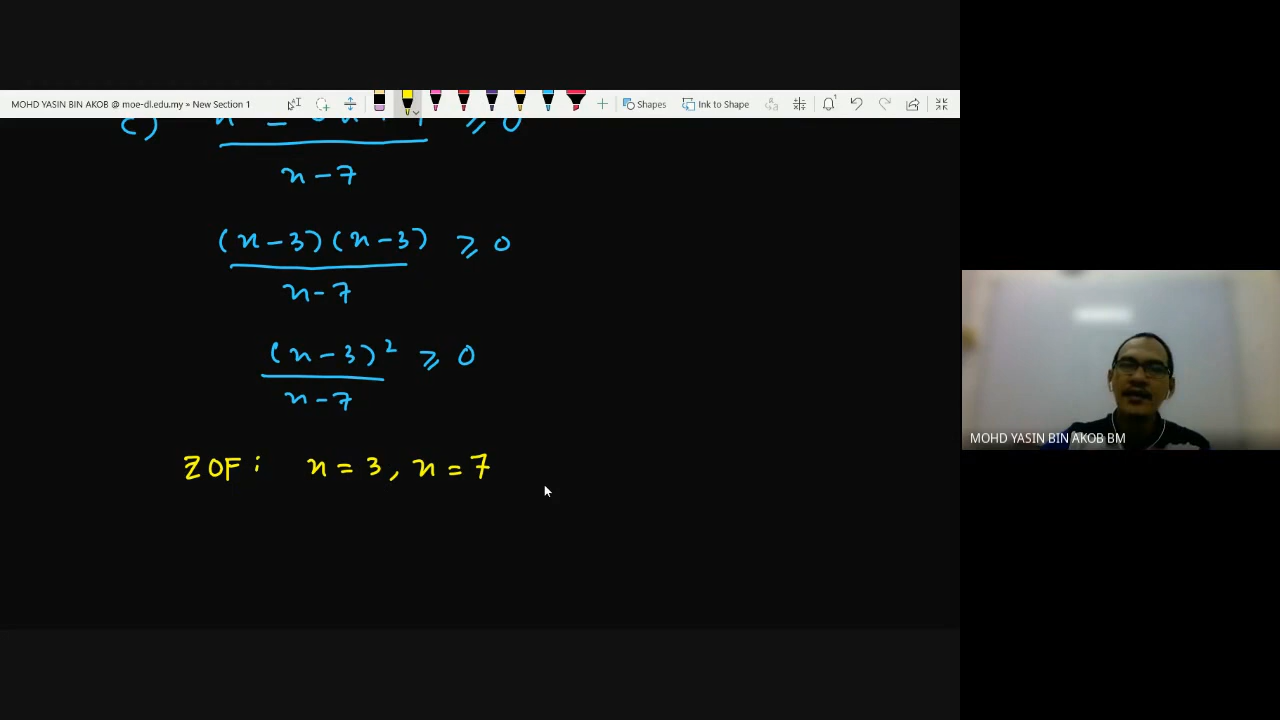 MOHD YASIN BIN AKOB @ moe-dl.edu.my » New Section 1
Shapes
Ink to Shape
c)
≥ 0
x - 7
(x - 3)(x - 3) ≥ 0
x - 7
(x - 3)² ≥ 0
x - 7
ZOF : x = 3, x = 7
MOHD YASIN BIN AKOB BM